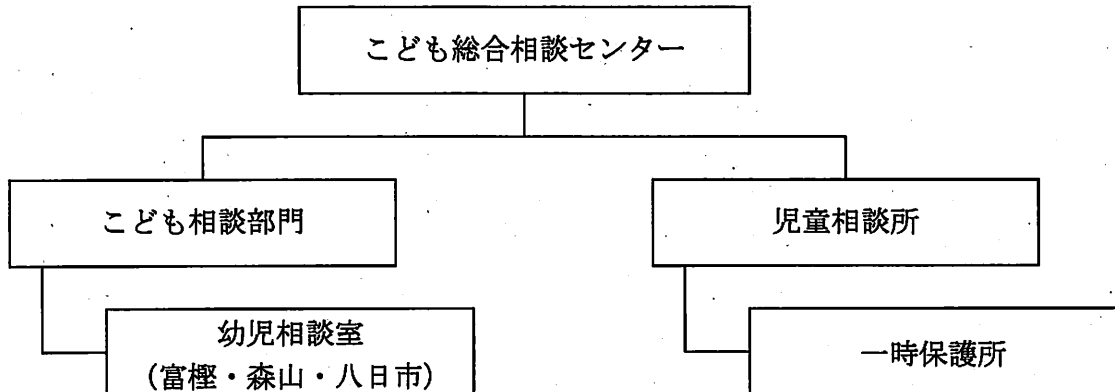 こども総合相談センター
こども相談部門
児童相談所
幼児相談室
(富樫・森山・八日市)
一時保護所